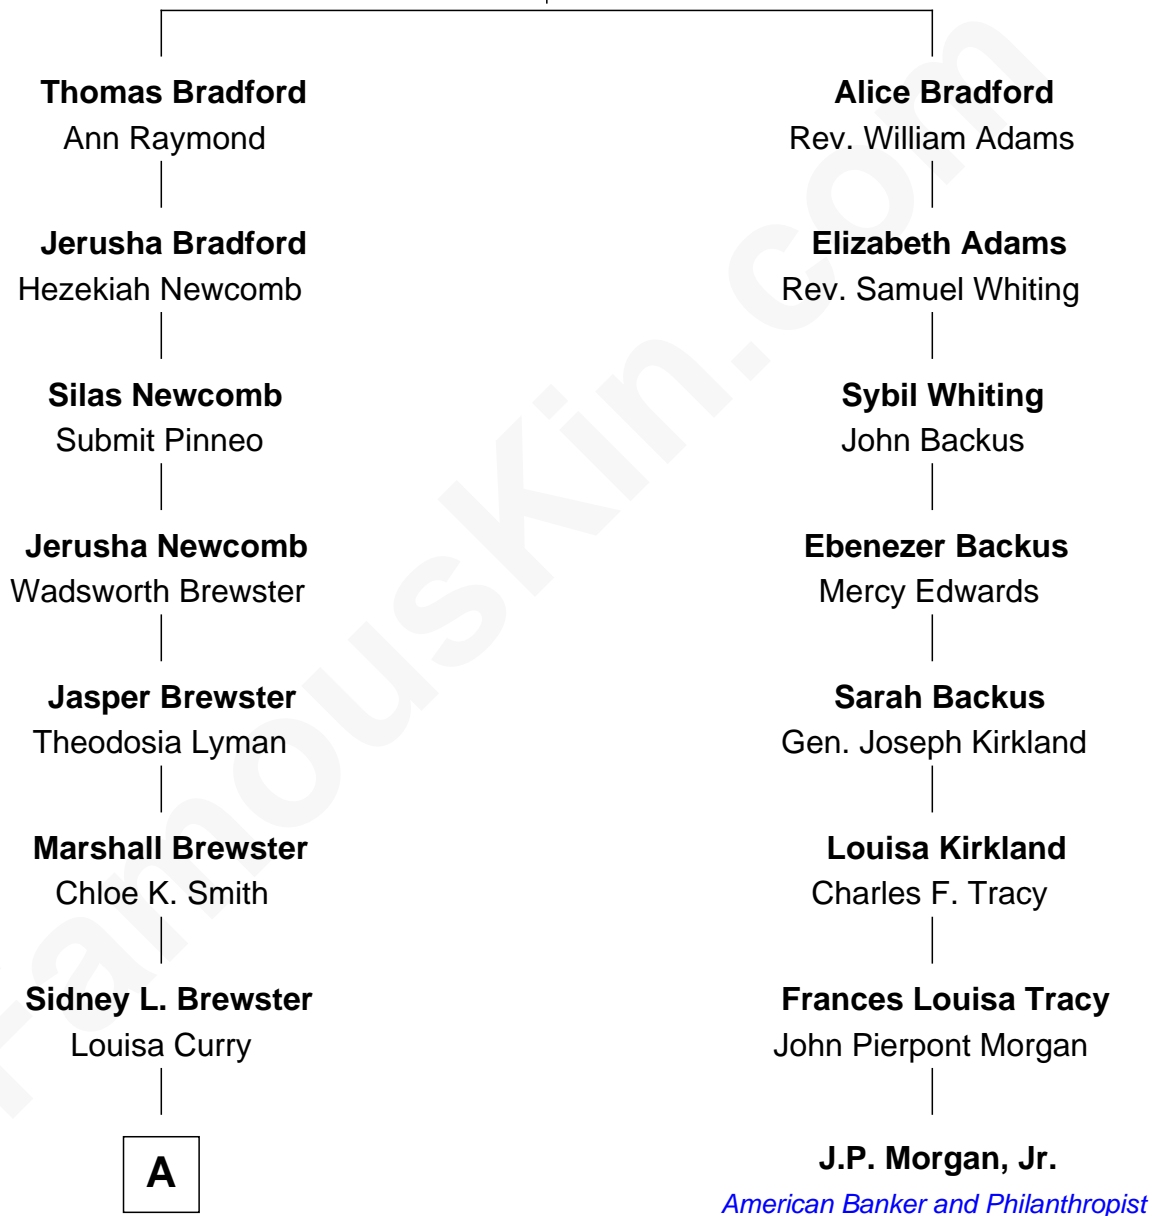 Thomas Bradford
Ann Raymond
Alice Bradford
Rev. William Adams
Jerusha Bradford
Hezekiah Newcomb
Elizabeth Adams
Rev. Samuel Whiting
Silas Newcomb
Submit Pinneo
Sybil Whiting
John Backus
Jerusha Newcomb
Wadsworth Brewster
Ebenezer Backus
Mercy Edwards
Jasper Brewster
Theodosia Lyman
Sarah Backus
Gen. Joseph Kirkland
Marshall Brewster
Chloe K. Smith
Louisa Kirkland
Charles F. Tracy
Sidney L. Brewster
Louisa Curry
Frances Louisa Tracy
John Pierpont Morgan
A
J.P. Morgan, Jr.
American Banker and Philanthropist
FamousKin.com